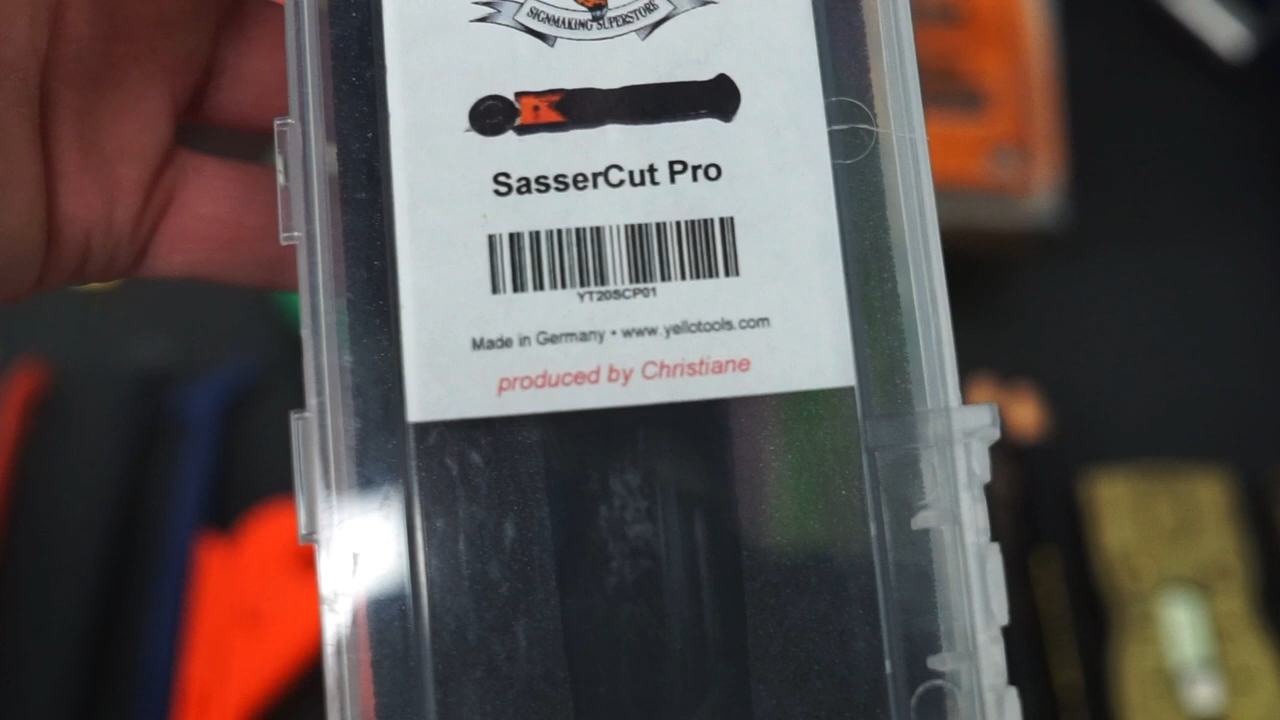 SIGNMAKING SUPERSTORE
SasserCut Pro
YT20SCP01
Made in Germany • www.yellotools.com
produced by Christiane